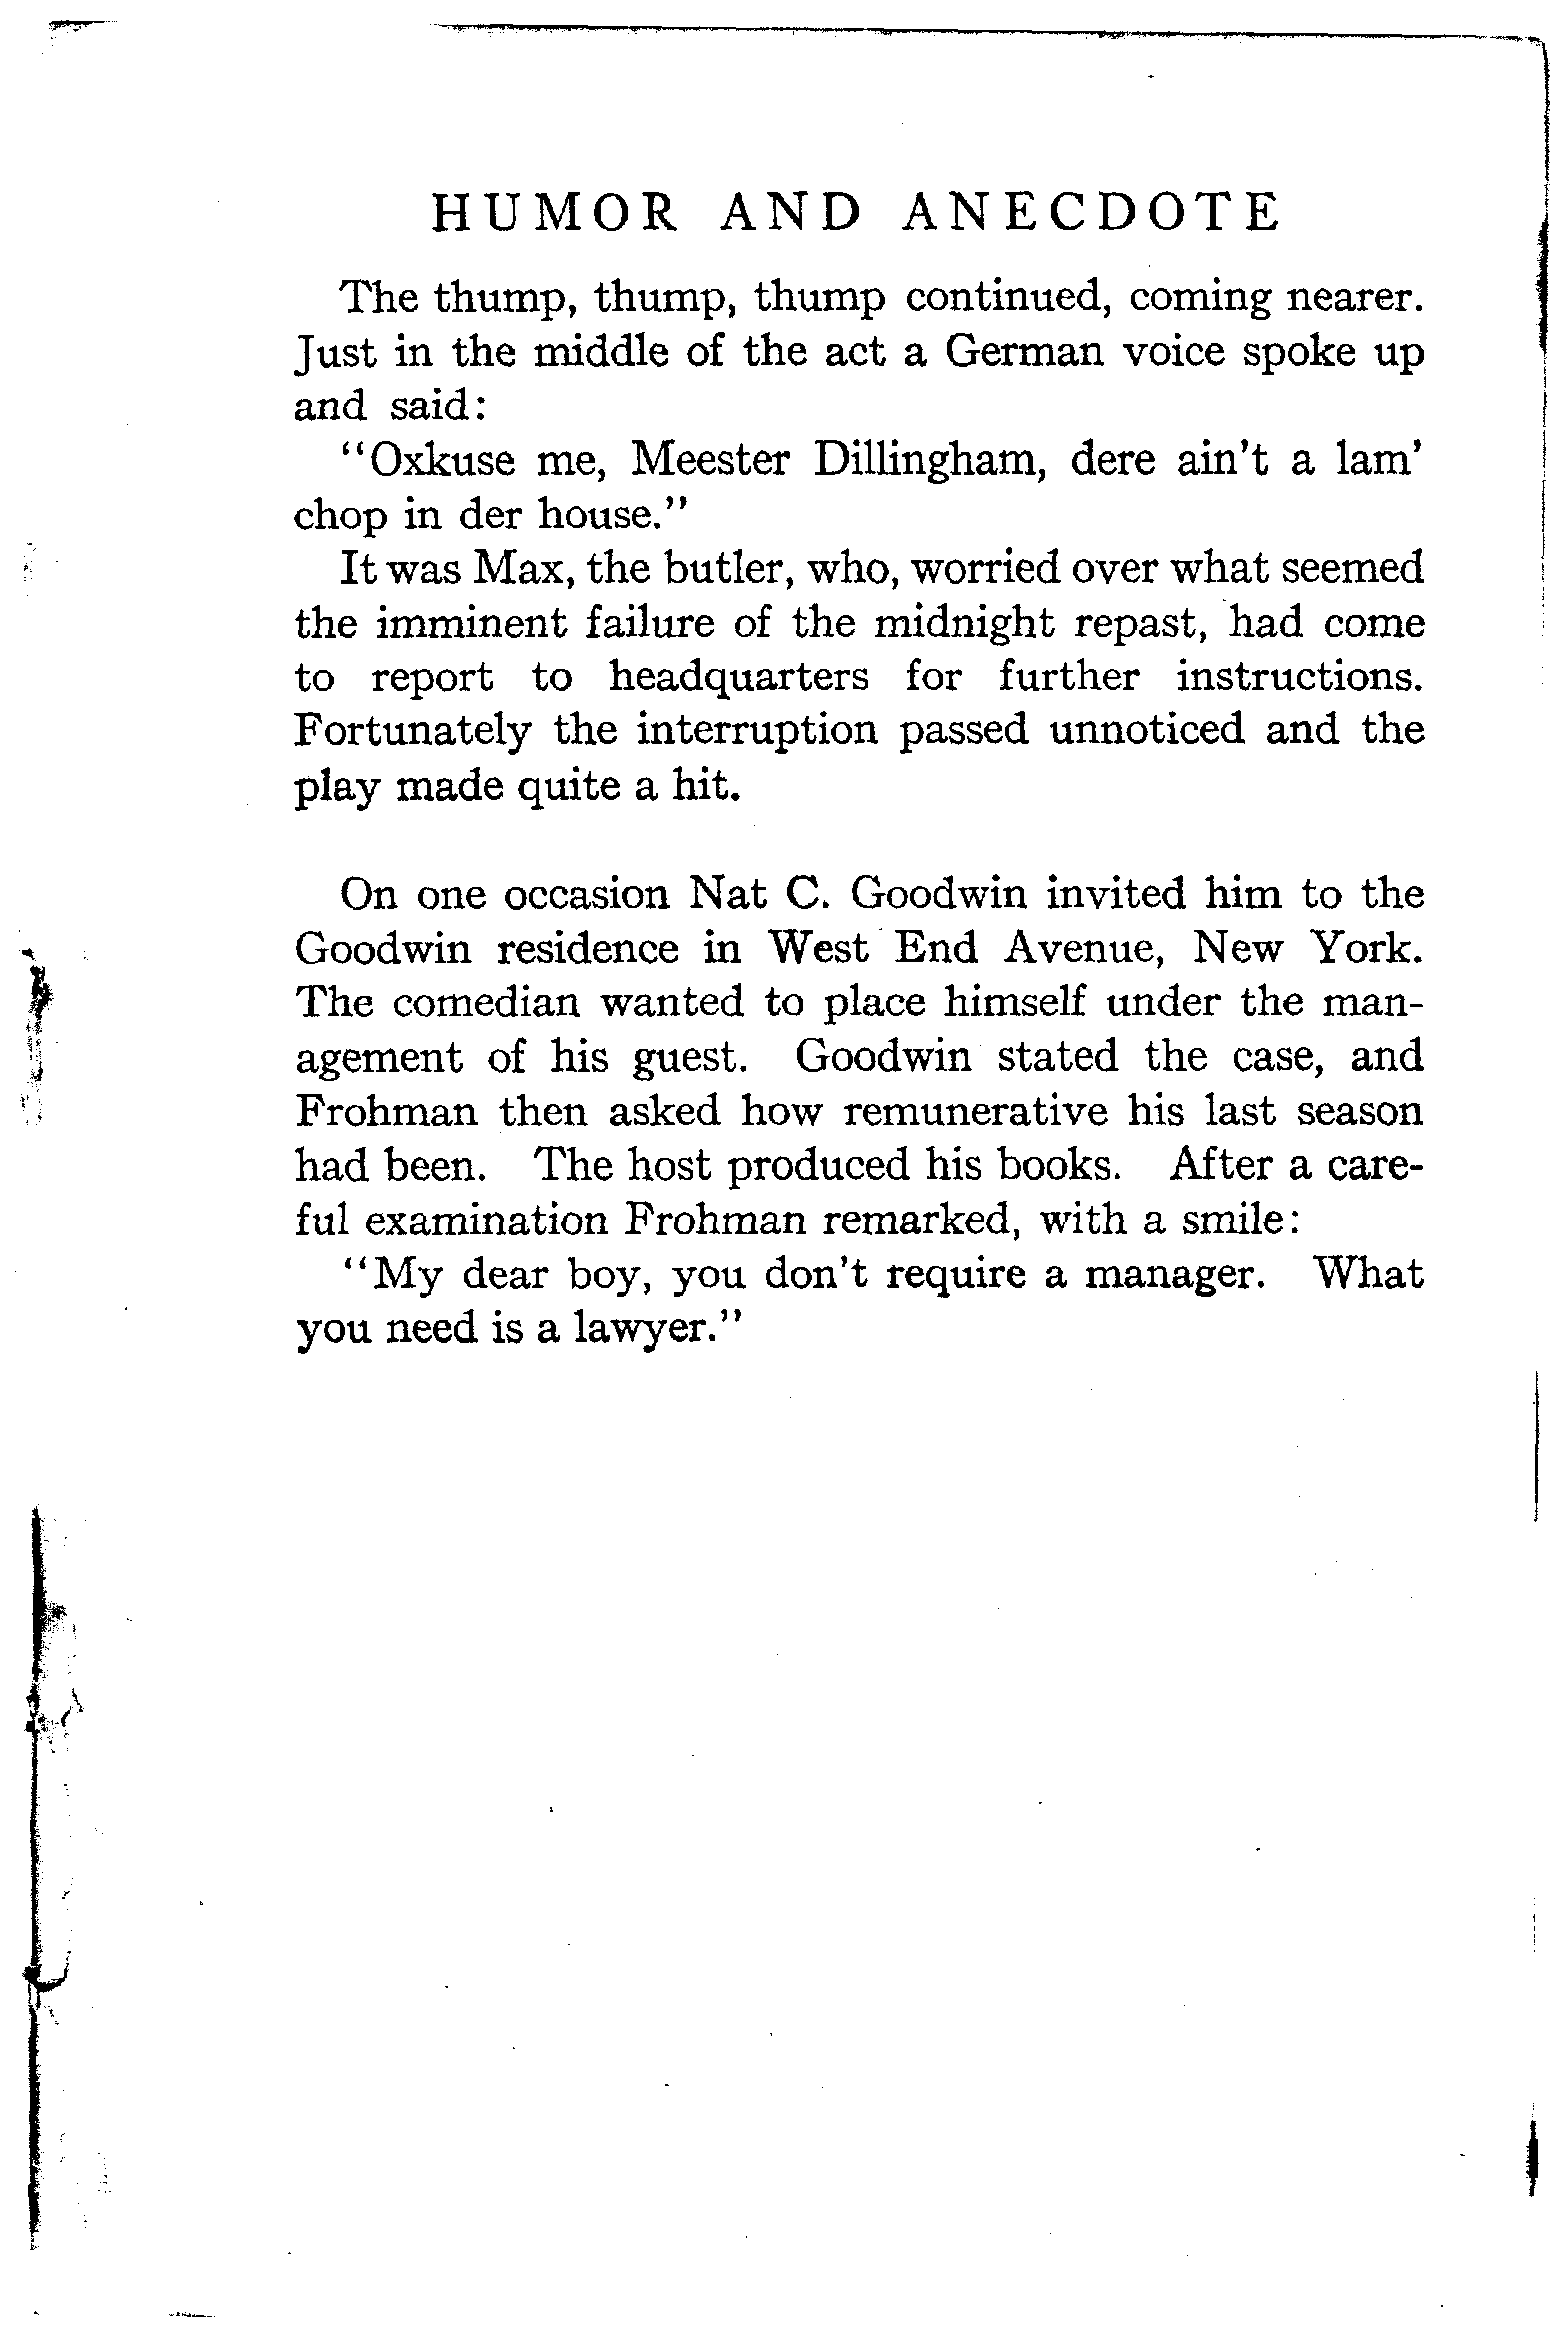 HUMOR AND ANECDOTE
The thump, thump, thump continued, coming nearer.
Just in the middle of the act a German voice spoke up
and said:
"Oxkuse me, Meester Dillingham, dere ain't a lam'
chop in der house."
It was Max, the butler, who, worried over what seemed
the imminent failure of the midnight repast, had come
to report to headquarters for further instructions.
Fortunately the interruption passed unnoticed and the
play made quite a hit.
On one occasion Nat C. Goodwin invited him to the
Goodwin residence in West End Avenue, New York.
The comedian wanted to place himself under the man-
agement of his guest. Goodwin stated the case, and
Frohman then asked how remunerative his last season
had been. The host produced his books. After a care-
ful examination Frohman remarked, with a smile:
"My dear boy, you don't require a manager. What
you need is a lawyer."